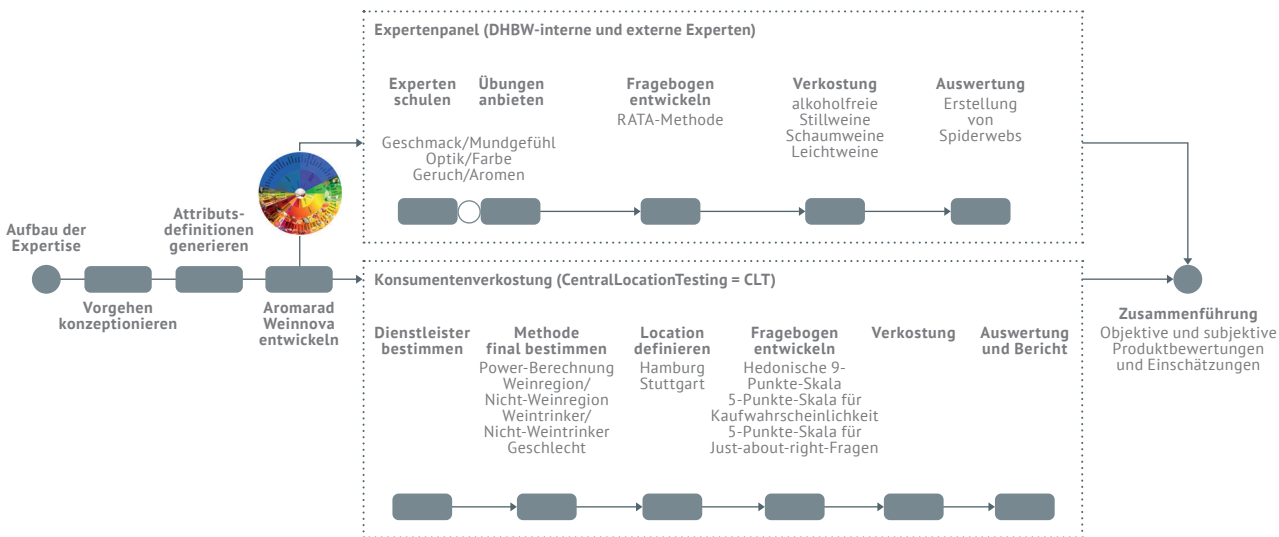 Expertenpanel (DHBW-interne und externe Experten)
Experten
schulen
Übungen
anbieten
Geschmack/Mundgefühl
Optik/Farbe
Geruch/Aromen
Fragebogen
entwickeln
RATA-Methode
Verkostung
alkoholfreie
Stillweine
Schaumweine
Leichtweine
Auswertung
Erstellung
von
Spiderwebs
Aufbau der
Expertise
Vorgehen
konzeptionieren
Attributs-
definitionen
generieren
Aromarad
Weinnova
entwickeln
Konsumentenverkostung (CentralLocationTesting = CLT)
Dienstleister
bestimmen
Methode
final bestimmen
Power-Berechnung
Weinregion/
Nicht-Weinregion
Weintrinker/
Nicht-Weintrinker
Geschlecht
Location
definieren
Hamburg
Stuttgart
Fragebogen
entwickeln
Hedonische 9-
Punkte-Skala
5-Punkte-Skala für
Kaufwahrscheinlichkeit
5-Punkte-Skala für
Just-about-right-Fragen
Verkostung
Auswertung
und Bericht
Zusammenführung
Objektive und subjektive
Produktbewertungen
und Einschätzungen